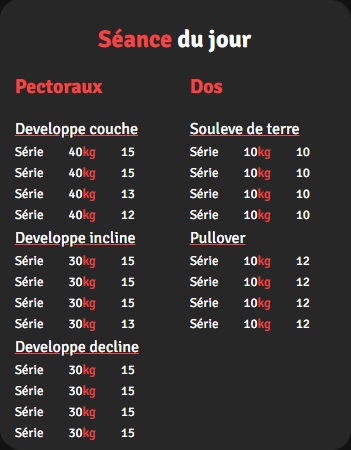 Séance du jour
Pectoraux
Developpe couche
Série 40kg 15
Série 40kg 15
Série 40kg 13
Série 40kg 12
Developpe incline
Série 30kg 15
Série 30kg 15
Série 30kg 15
Série 30kg 13
Developpe decline
Série 30kg 15
Série 30kg 15
Série 30kg 15
Série 30kg 15
Dos
Souleve de terre
Série 10kg 10
Série 10kg 10
Série 10kg 10
Série 10kg 10
Pullover
Série 10kg 12
Série 10kg 12
Série 10kg 12
Série 10kg 12